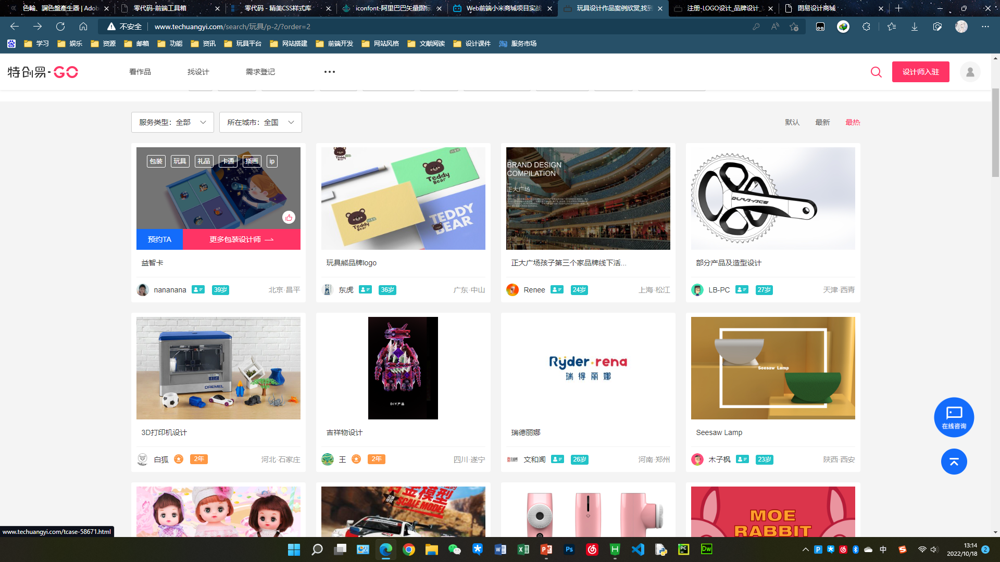 色輪、調色盤產生器 | Adob
零代码-前端工具箱
零代码 - 精美CSS样式库
iconfont-阿里巴巴矢量图标
Web前端小米商城项目实战
玩具设计作品案例欣赏,找到
注册-LOGO设计_品牌设计_
图易设计商城
不安全
www.techuangyi.com/search/玩具/p-2/?order=2
学习
娱乐
资源
邮箱
功能
资讯
玩具平台
网站搭建
前端开发
网站风格
文献阅读
设计课件
服务市场
特创易-GO
看作品
找设计
需求登记
设计师入驻
服务类型：全部
所在城市：全国
默认
最新
最热
包装
玩具
礼品
卡通
插画
ip
预约TA
更多包装设计师
Teddy Bear
Teddy Bear
Teddy Bear
TEDDY BEAR
BRAND DESIGN
COMPILATION
正大广场
DURA-ACE
益智卡
玩具熊品牌logo
正大广场孩子第三个家品牌线下活...
部分产品及造型设计
nananana 39岁 北京·昌平
东虎 36岁 广东·中山
Renee 24岁 上海·松江
LB-PC 27岁 天津·西青
DREMEL
DIY产品
Ryder·rena
瑞得丽娜
Seesaw Lamp
3D打印机设计
吉祥物设计
瑞德丽娜
Seesaw Lamp
白狐 2年 河北·石家庄
王 2年 四川·遂宁
文和闻 26岁 河南·郑州
木子枫 23岁 陕西·西安
在线咨询
合金模型
SCALE MODEL
MOE
RABBIT
www.techuangyi.com/tcase-58671.html
中
13:14
2022/10/18
2